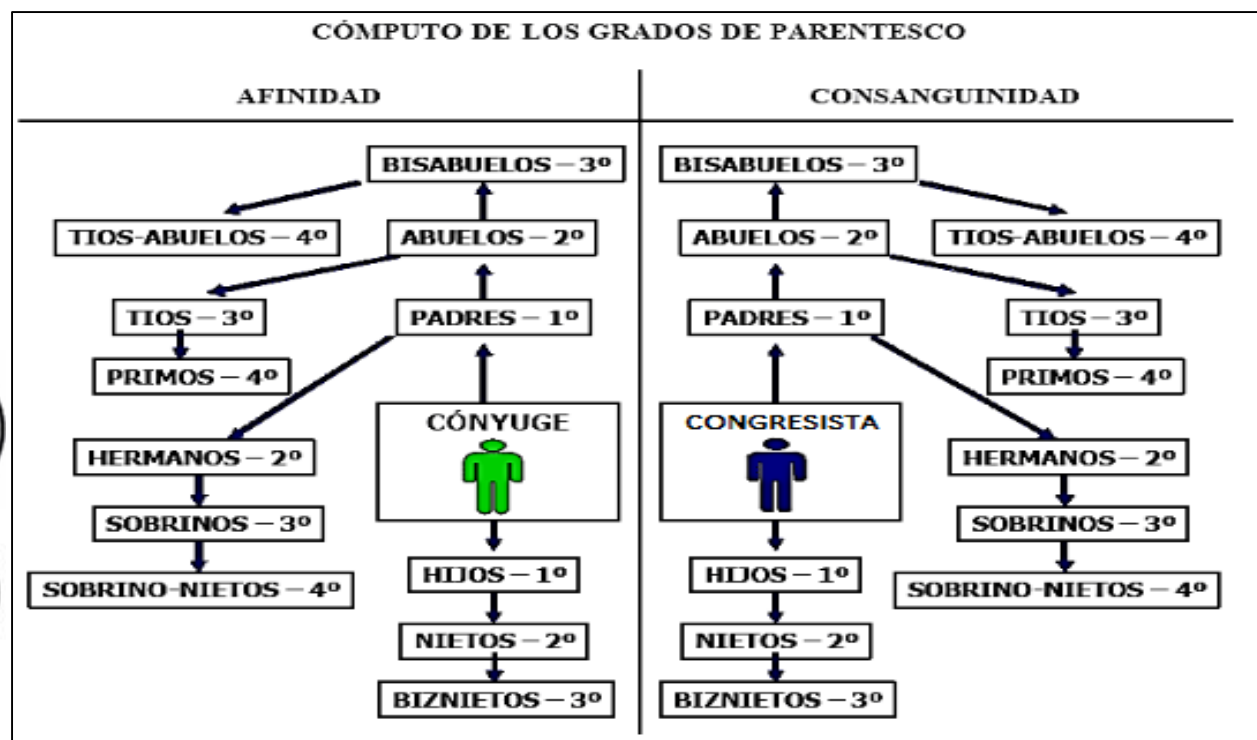 CÓMPUTO DE LOS GRADOS DE PARENTESCO
AFINIDAD
BISABUELOS – 3º
TIOS-ABUELOS – 4º
ABUELOS – 2º
TIOS – 3º
PADRES – 1º
PRIMOS – 4º
CÓNYUGE
HERMANOS – 2º
SOBRINOS – 3º
HIJOS – 1º
SOBRINO-NIETOS – 4º
NIETOS – 2º
BIZNIETOS – 3º
CONSANGUINIDAD
BISABUELOS – 3º
ABUELOS – 2º
TIOS-ABUELOS – 4º
PADRES – 1º
TIOS – 3º
PRIMOS – 4º
CONGRESISTA
HERMANOS – 2º
SOBRINOS – 3º
HIJOS – 1º
SOBRINO-NIETOS – 4º
NIETOS – 2º
BIZNIETOS – 3º